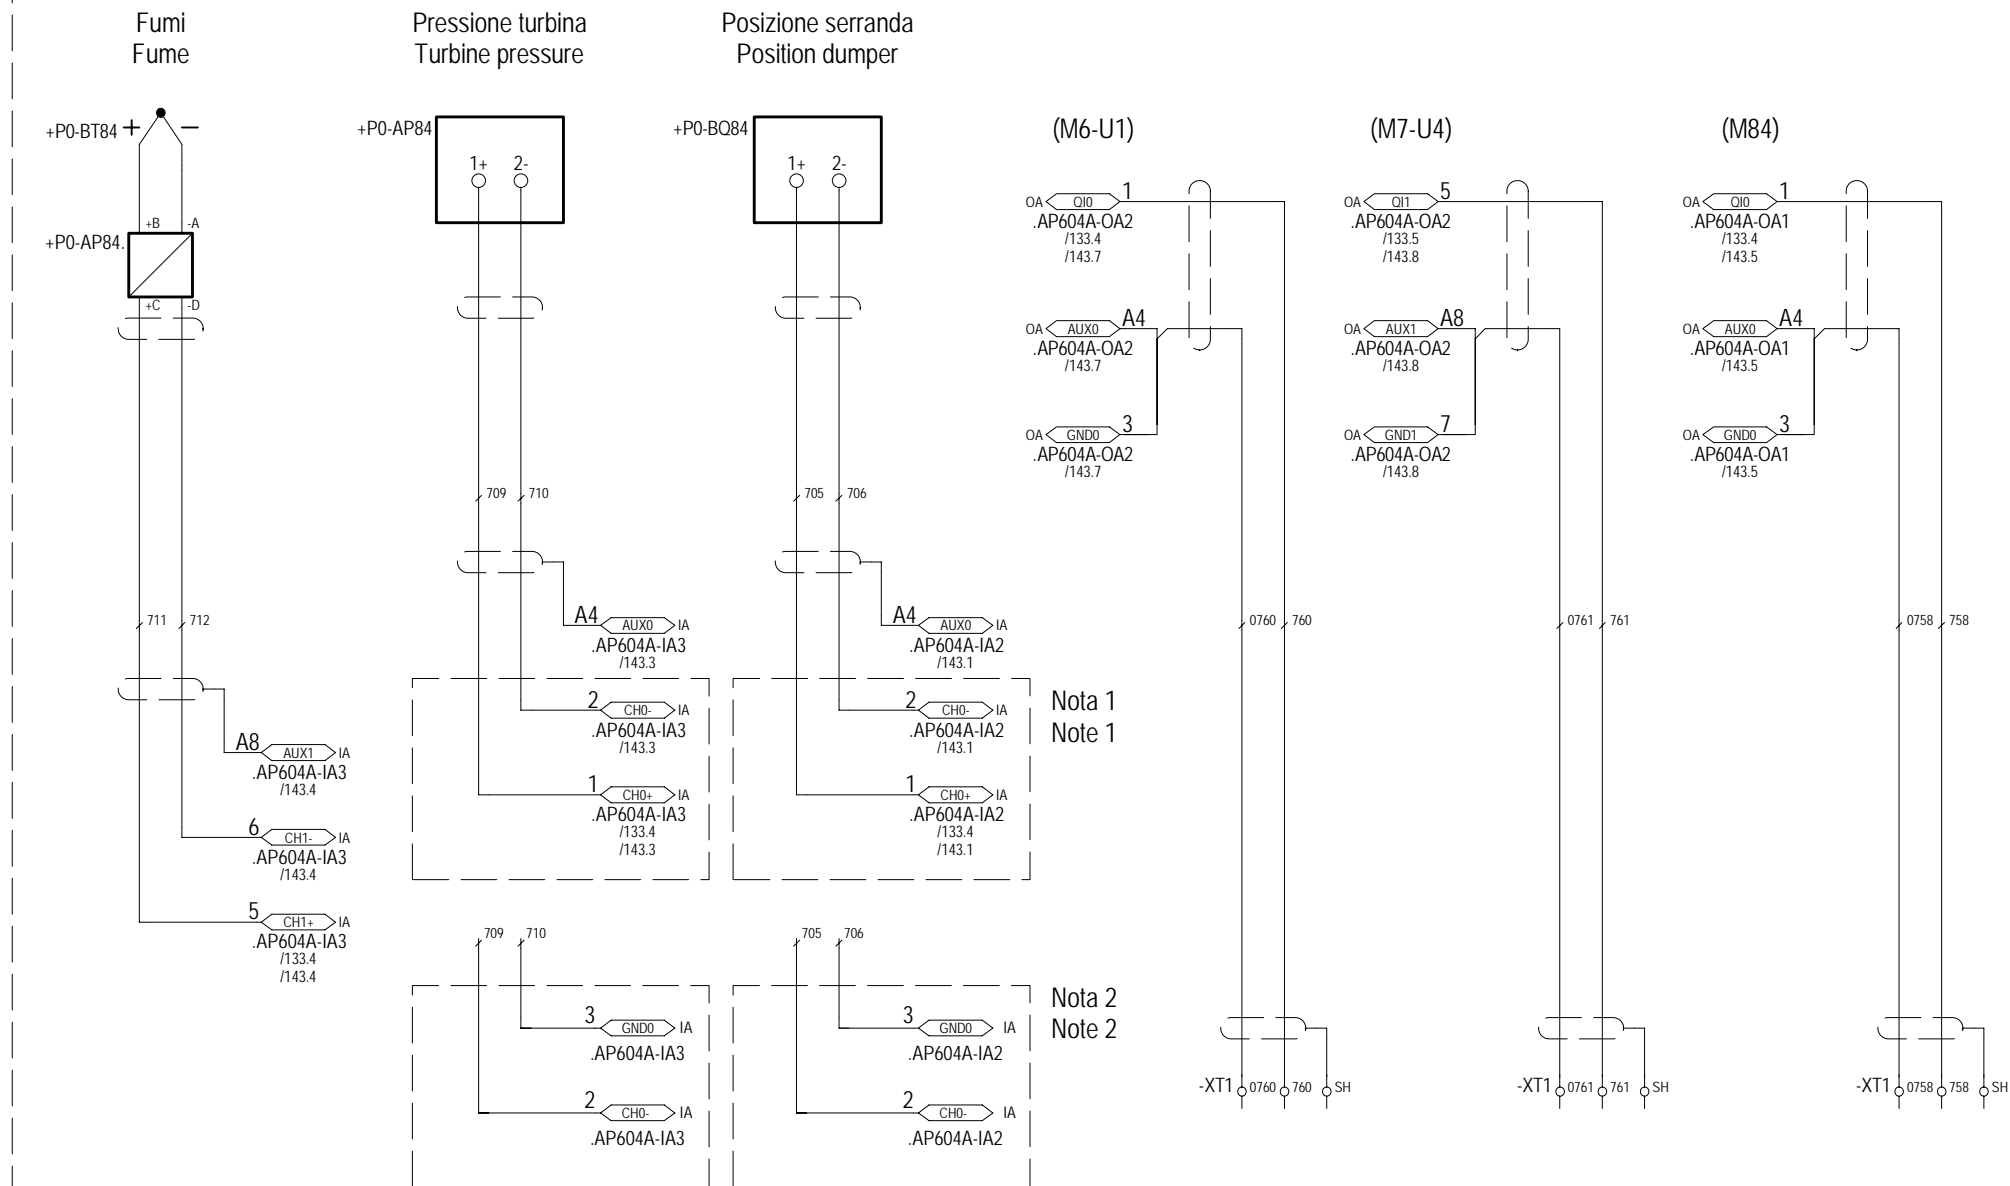 Fumi
Fume
Pressione turbina
Turbine pressure
Posizione serranda
Position dumper
+P0-BT84
+ −
+B -A
+P0-AP84.
+C -D
711 712
A8 AUX1 IA
.AP604A-IA3
/143.4
6 CH1- IA
.AP604A-IA3
/143.4
5 CH1+ IA
.AP604A-IA3
/133.4
/143.4
+P0-AP84
1+ 2-
709 710
A4 AUX0 IA
.AP604A-IA3
/143.3
2 CH0- IA
.AP604A-IA3
/143.3
1 CH0+ IA
.AP604A-IA3
/133.4
/143.3
709 710
3 GND0 IA
.AP604A-IA3
2 CH0- IA
.AP604A-IA3
+P0-BQ84
1+ 2-
705 706
A4 AUX0 IA
.AP604A-IA2
/143.1
2 CH0- IA
.AP604A-IA2
/143.1
1 CH0+ IA
.AP604A-IA2
/133.4
/143.1
Nota 1
Note 1
705 706
3 GND0 IA
.AP604A-IA2
2 CH0- IA
.AP604A-IA2
Nota 2
Note 2
(M6-U1)
OA QI0 1
.AP604A-OA2
/133.4
/143.7
OA AUX0 A4
.AP604A-OA2
/143.7
OA GND0 3
.AP604A-OA2
/143.7
0760 760
-XT1 0760 760 SH
(M7-U4)
OA QI1 5
.AP604A-OA2
/133.5
/143.8
OA AUX1 A8
.AP604A-OA2
/143.8
OA GND1 7
.AP604A-OA2
/143.8
0761 761
-XT1 0761 761 SH
(M84)
OA QI0 1
.AP604A-OA1
/133.4
/143.5
OA AUX0 A4
.AP604A-OA1
/143.5
OA GND0 3
.AP604A-OA1
/143.5
0758 758
-XT1 0758 758 SH